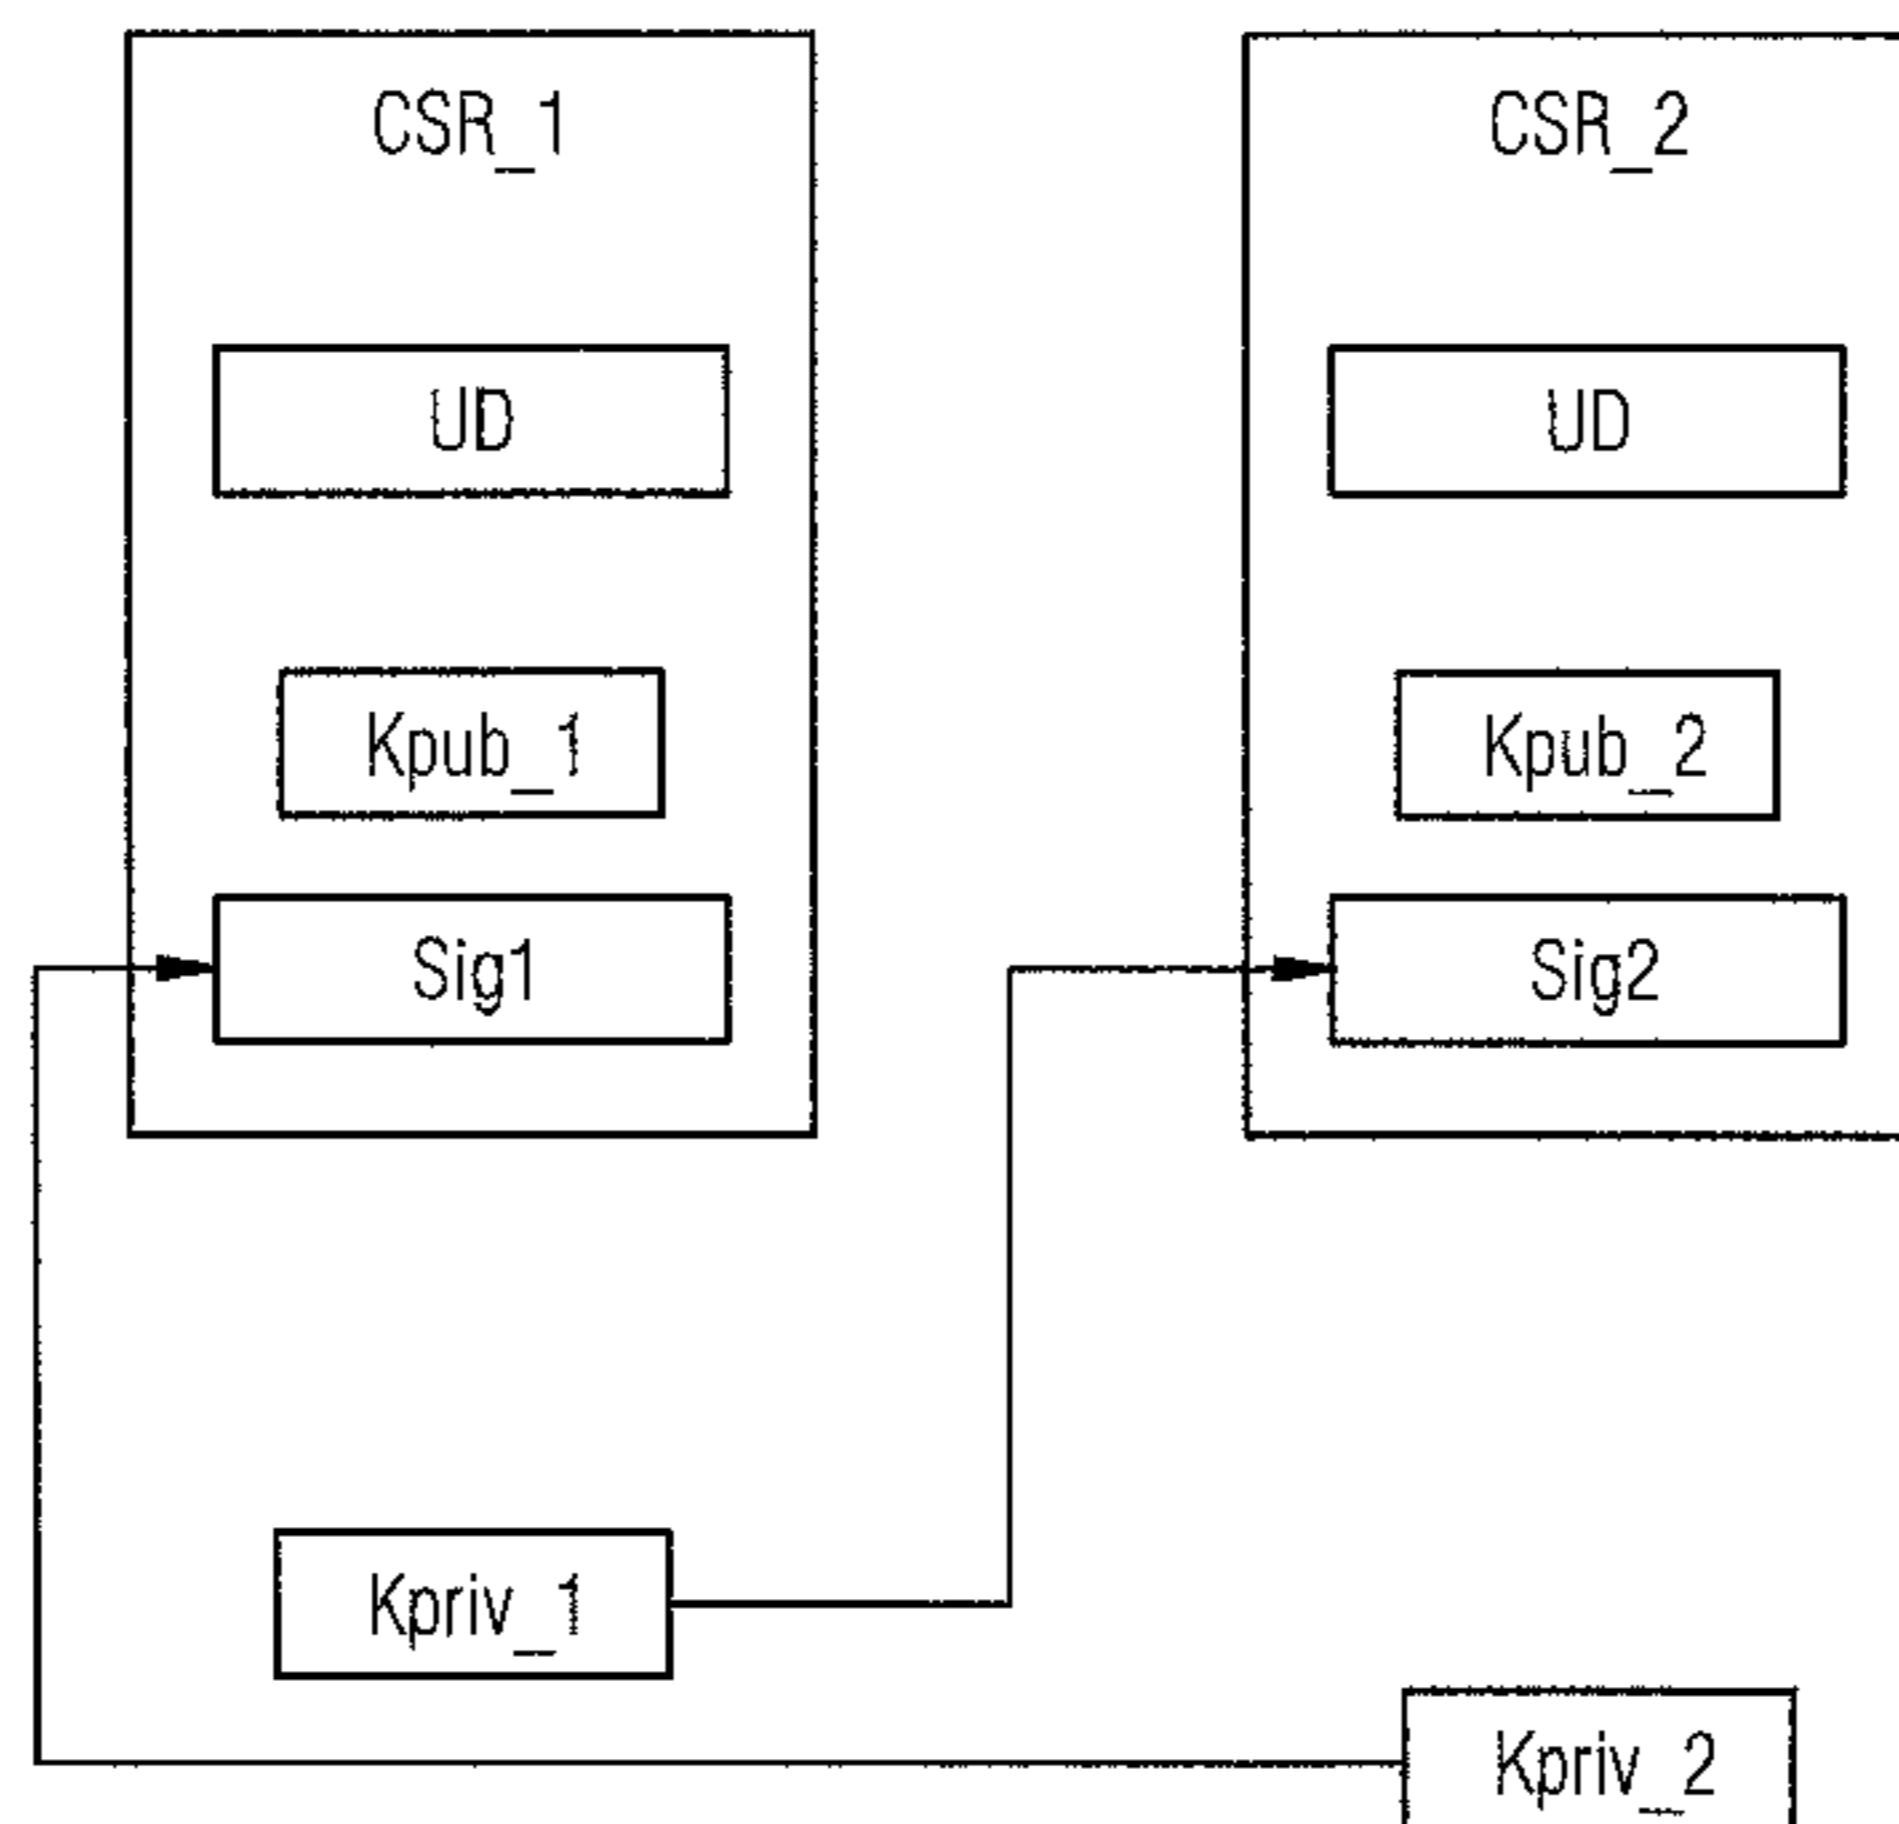 CSR_1
UD
Kpub_1
Sig1
CSR_2
UD
Kpub_2
Sig2
Kpriv_1
Kpriv_2